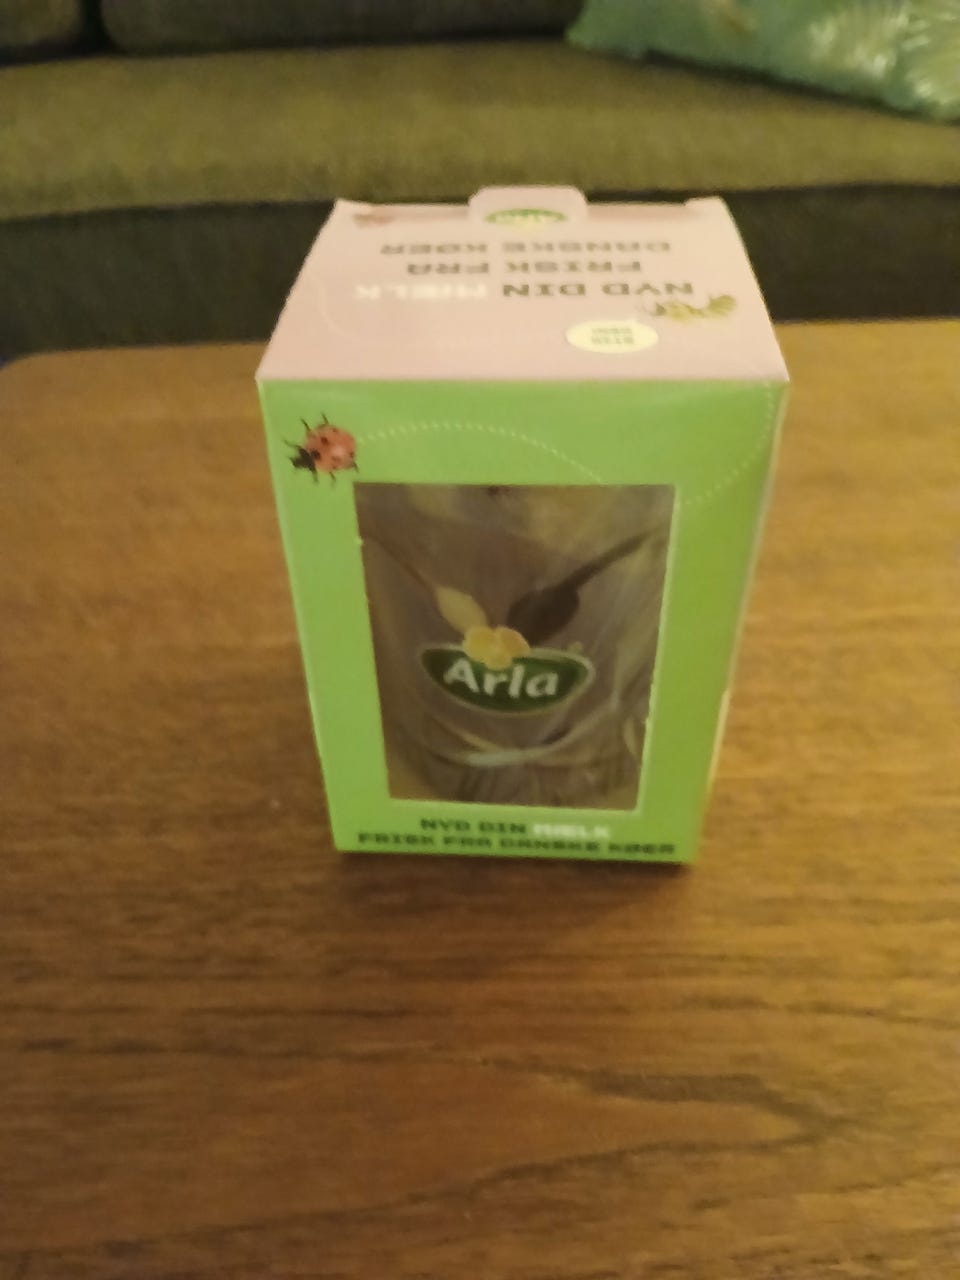 NYD DIN MÆLK
FRISK FRA
DANSKE KØER
Arla
NYD DIN MÆLK
FRISK FRA DANSKE KØER